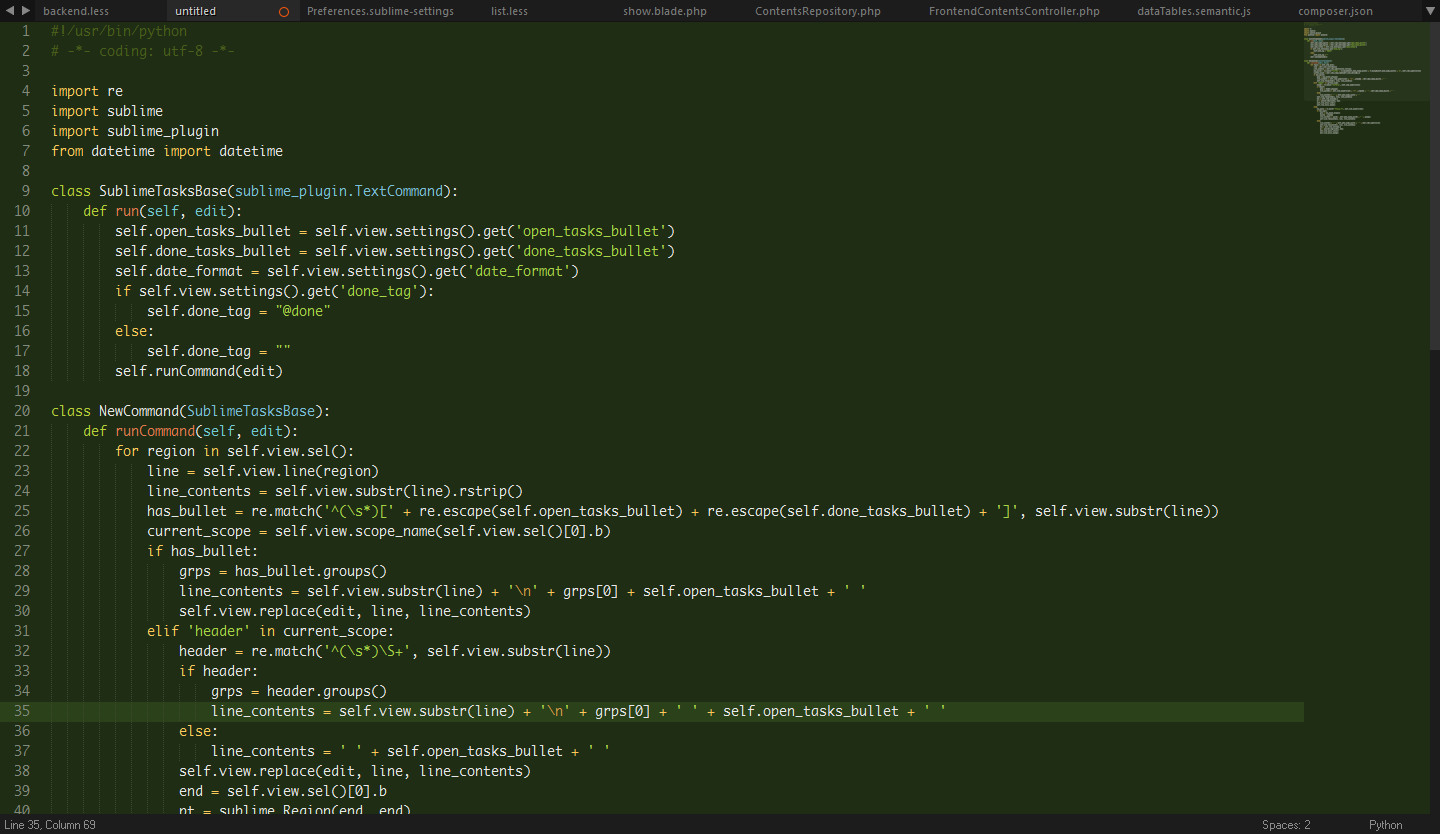 backend.less untitled Preferences.sublime-settings list.less show.blade.php ContentsRepository.php FrontendContentsController.php dataTables.semantic.js composer.json
1 #!/usr/bin/python
2 # -*- coding: utf-8 -*-
3
4 import re
5 import sublime
6 import sublime_plugin
7 from datetime import datetime
8
9 class SublimeTasksBase(sublime_plugin.TextCommand):
10     def run(self, edit):
11         self.open_tasks_bullet = self.view.settings().get('open_tasks_bullet')
12         self.done_tasks_bullet = self.view.settings().get('done_tasks_bullet')
13         self.date_format = self.view.settings().get('date_format')
14         if self.view.settings().get('done_tag'):
15             self.done_tag = "@done"
16         else:
17             self.done_tag = ""
18         self.runCommand(edit)
19
20 class NewCommand(SublimeTasksBase):
21     def runCommand(self, edit):
22         for region in self.view.sel():
23             line = self.view.line(region)
24             line_contents = self.view.substr(line).rstrip()
25             has_bullet = re.match('^(\s*)[' + re.escape(self.open_tasks_bullet) + re.escape(self.done_tasks_bullet) + ']', self.view.substr(line))
26             current_scope = self.view.scope_name(self.view.sel()[0].b)
27             if has_bullet:
28                 grps = has_bullet.groups()
29                 line_contents = self.view.substr(line) + '\n' + grps[0] + self.open_tasks_bullet + ' '
30                 self.view.replace(edit, line, line_contents)
31             elif 'header' in current_scope:
32                 header = re.match('^(\s*)\S+', self.view.substr(line))
33                 if header:
34                     grps = header.groups()
35                     line_contents = self.view.substr(line) + '\n' + grps[0] + ' ' + self.open_tasks_bullet + ' '
36                 else:
37                     line_contents = ' ' + self.open_tasks_bullet + ' '
38                 self.view.replace(edit, line, line_contents)
39                 end = self.view.sel()[0].b
40                 pt = sublime.Region(end, end)
Line 35, Column 69 Spaces: 2 Python